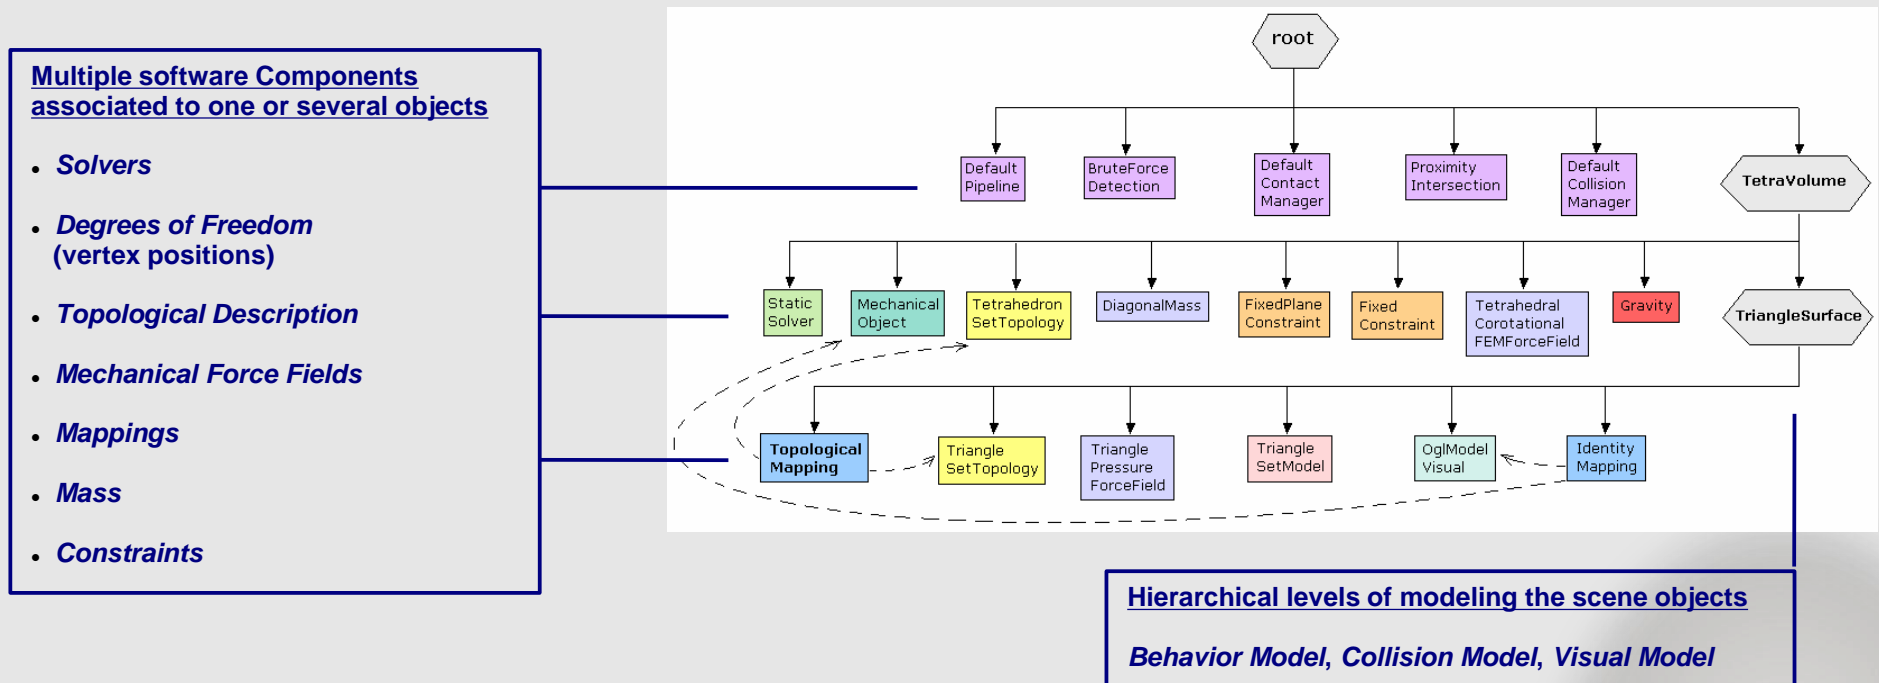 Multiple software Components
associated to one or several objects
• Solvers
• Degrees of Freedom
(vertex positions)
• Topological Description
• Mechanical Force Fields
• Mappings
• Mass
• Constraints
root
Default
Pipeline
BruteForce
Detection
Default
Contact
Manager
Proximity
Intersection
Default
Collision
Manager
TetraVolume
Static
Solver
Mechanical
Object
Tetrahedron
SetTopology
DiagonalMass
FixedPlane
Constraint
Fixed
Constraint
Tetrahedral
Corotational
FEMForceField
Gravity
TriangleSurface
Topological
Mapping
Triangle
SetTopology
Triangle
Pressure
ForceField
Triangle
SetModel
OglModel
Visual
Identity
Mapping
Hierarchical levels of modeling the scene objects
Behavior Model, Collision Model, Visual Model